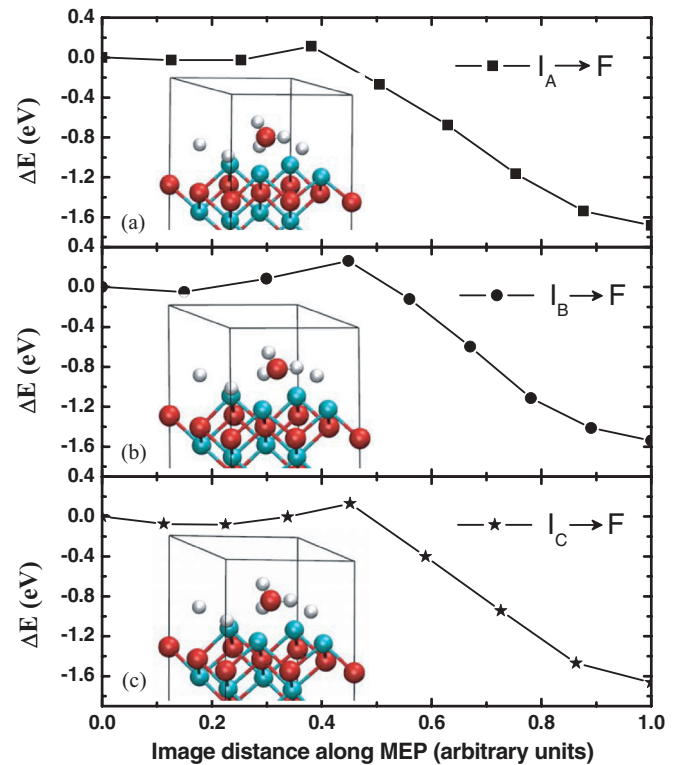 0.4
0.0
-0.4
-0.8
-1.2
-1.6
ΔE (eV)
I_A → F
(a)
0.4
0.0
-0.4
-0.8
-1.2
-1.6
ΔE (eV)
I_B → F
(b)
0.4
0.0
-0.4
-0.8
-1.2
-1.6
ΔE (eV)
I_C → F
(c)
0.0 0.2 0.4 0.6 0.8 1.0
Image distance along MEP (arbitrary units)